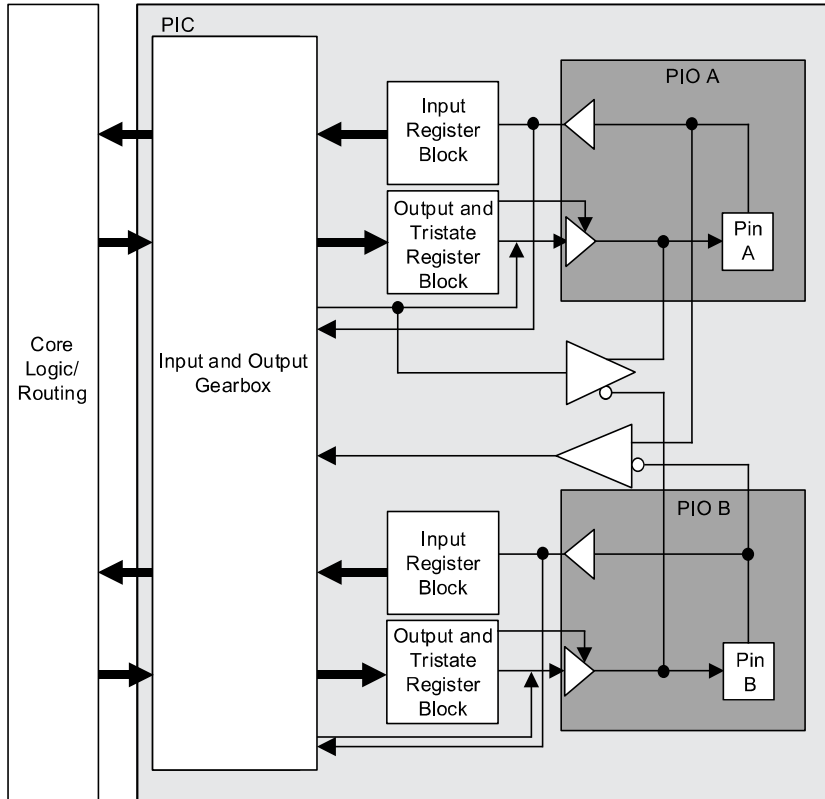 PIC
PIO A
Input
Register
Block
Output and
Tristate
Register
Block
Pin
A
Core
Logic/
Routing
Input and Output
Gearbox
PIO B
Input
Register
Block
Output and
Tristate
Register
Block
Pin
B